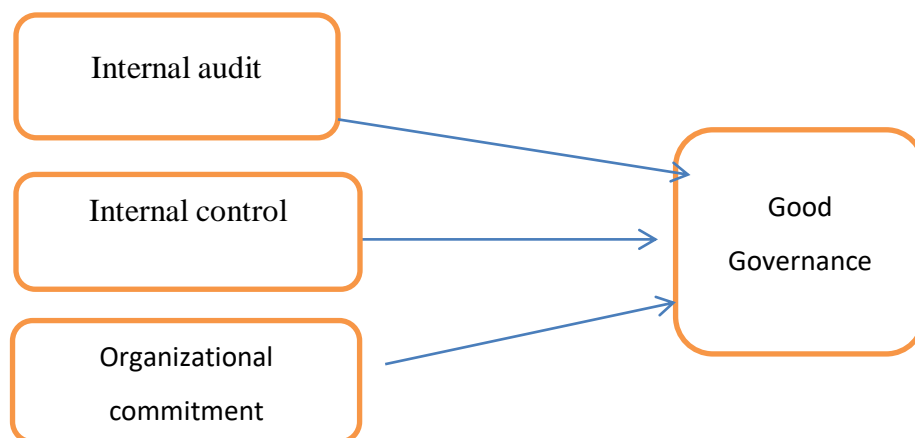 Internal audit
Internal control
Organizational
commitment
Good
Governance